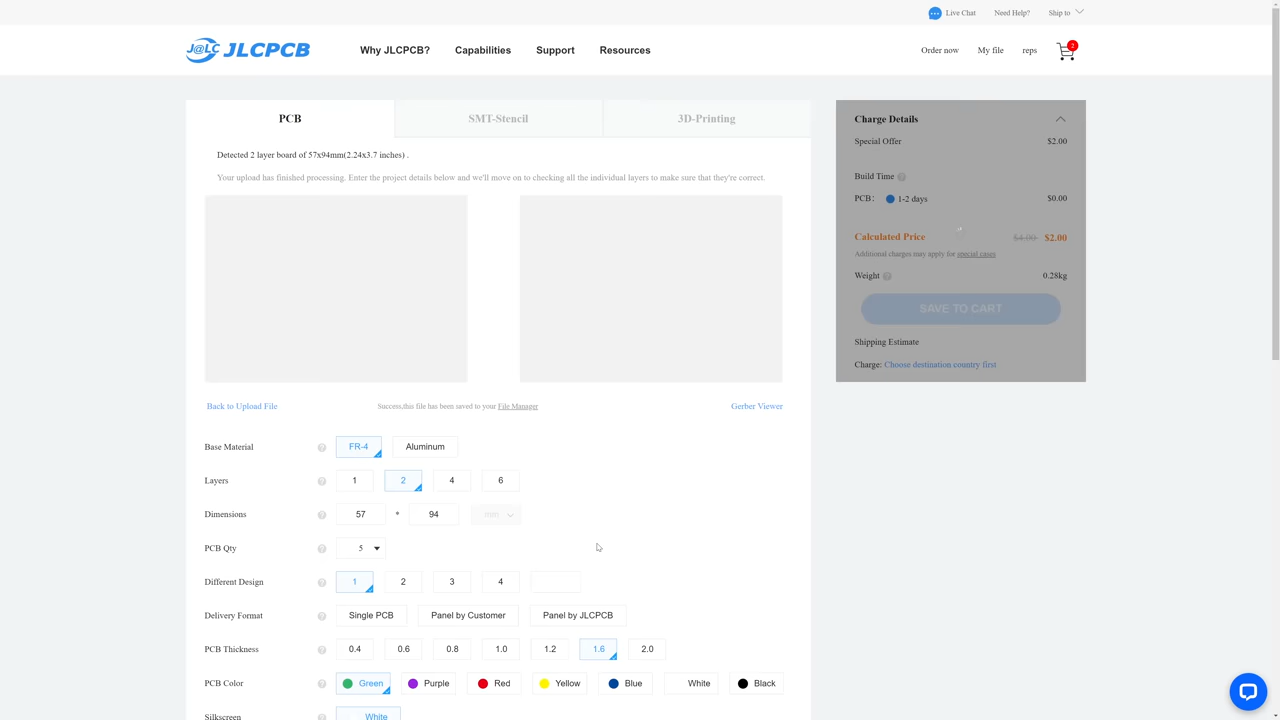 Live Chat Need Help? Ship to
J@LC JLCPCB Why JLCPCB? Capabilities Support Resources Order now My file reps 2
PCB SMT-Stencil 3D-Printing
Detected 2 layer board of 57x94mm(2.24x3.7 inches) .
Your upload has finished processing. Enter the project details below and we'll move on to checking all the individual layers to make sure that they're correct.
Back to Upload File Success,this file has been saved to your File Manager Gerber Viewer
Base Material ? FR-4 Aluminum
Layers ? 1 2 4 6
Dimensions ? 57 * 94 mm
PCB Qty ? 5
Different Design ? 1 2 3 4
Delivery Format ? Single PCB Panel by Customer Panel by JLCPCB
PCB Thickness ? 0.4 0.6 0.8 1.0 1.2 1.6 2.0
PCB Color ? Green Purple Red Yellow Blue White Black
Silkscreen ? White
Charge Details
Special Offer $2.00
Build Time ?
PCB: 1-2 days $0.00
Calculated Price $4.00 $2.00
Additional charges may apply for special cases
Weight ? 0.28kg
SAVE TO CART
Shipping Estimate
Charge: Choose destination country first